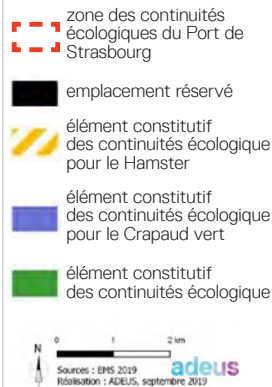 zone des continuités
écologiques du Port de
Strasbourg
emplacement réservé
élément constitutif
des continuités écologique
pour le Hamster
élément constitutif
des continuités écologique
pour le Crapaud vert
élément constitutif
des continuités écologique
N
0 1 2 km
Sources : EMS 2019
Réalisation : ADEUS, septembre 2019
adeus